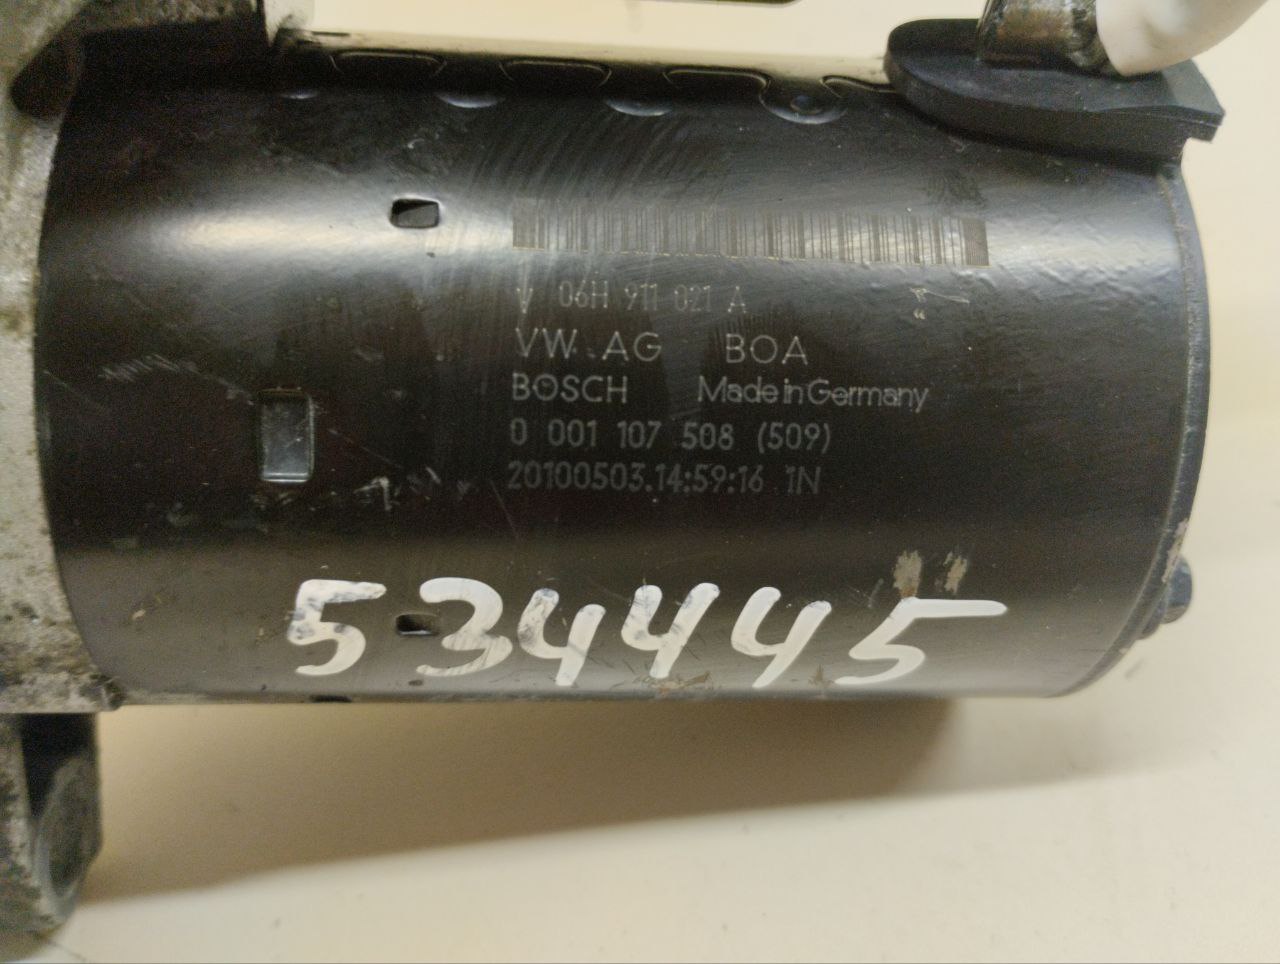 V 06H 911 021 A
VW AG BOA
BOSCH Made in Germany
0 001 107 508 (509)
20100503.14:59:16 1N
534445